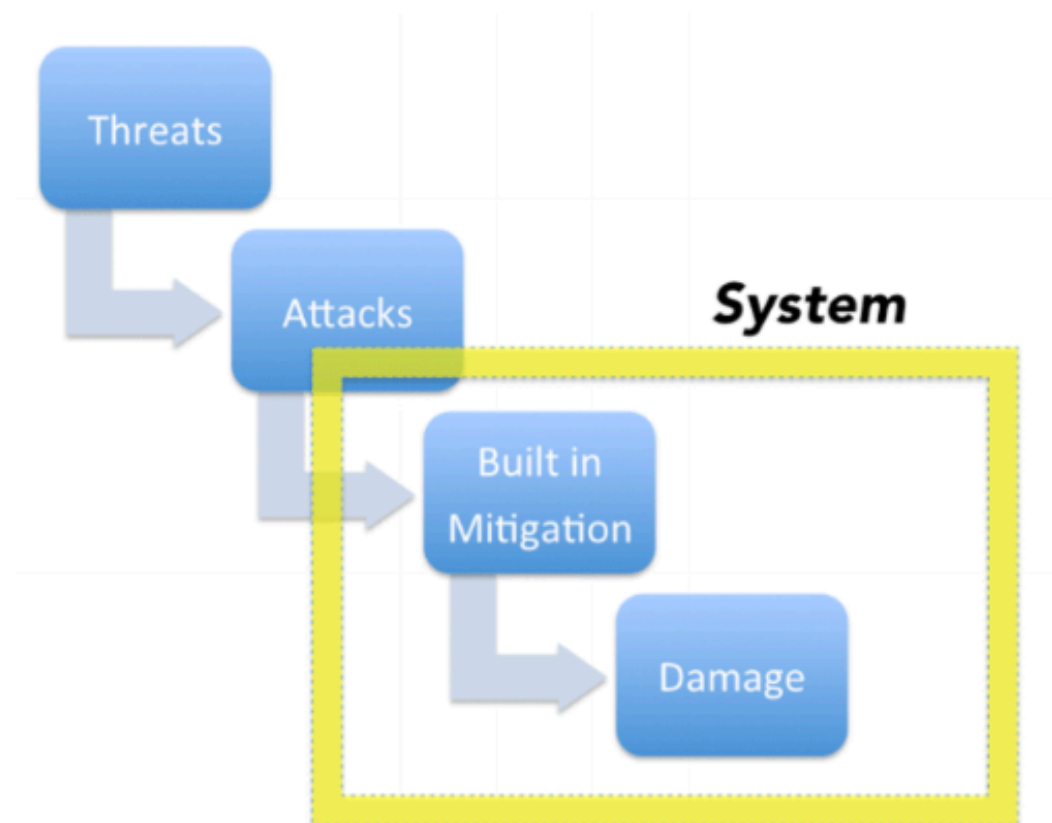 Threats
Attacks
System
Built in
Mitigation
Damage